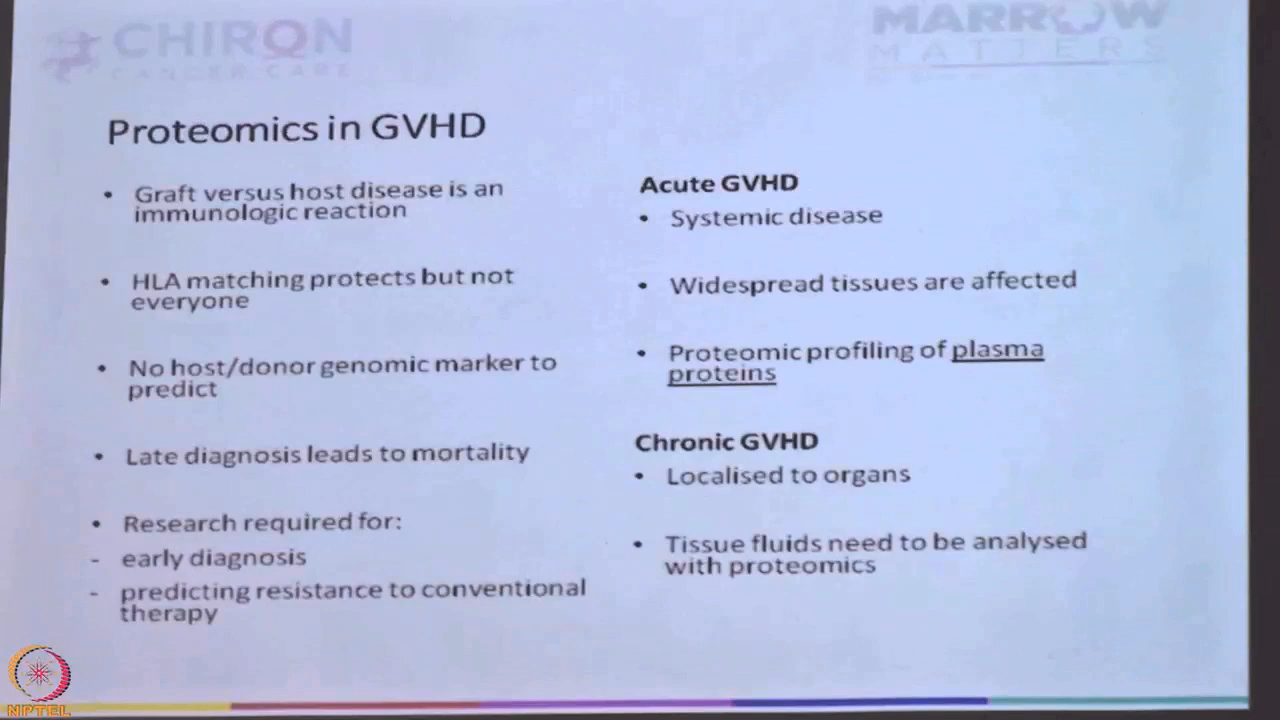 CHIRON
CANCER CARE
MARROW
MATTERS
Proteomics in GVHD
• Graft versus host disease is an
immunologic reaction
• HLA matching protects but not
everyone
• No host/donor genomic marker to
predict
• Late diagnosis leads to mortality
• Research required for:
- early diagnosis
- predicting resistance to conventional
therapy
Acute GVHD
• Systemic disease
• Widespread tissues are affected
• Proteomic profiling of plasma
proteins
Chronic GVHD
• Localised to organs
• Tissue fluids need to be analysed
with proteomics
NPTEL